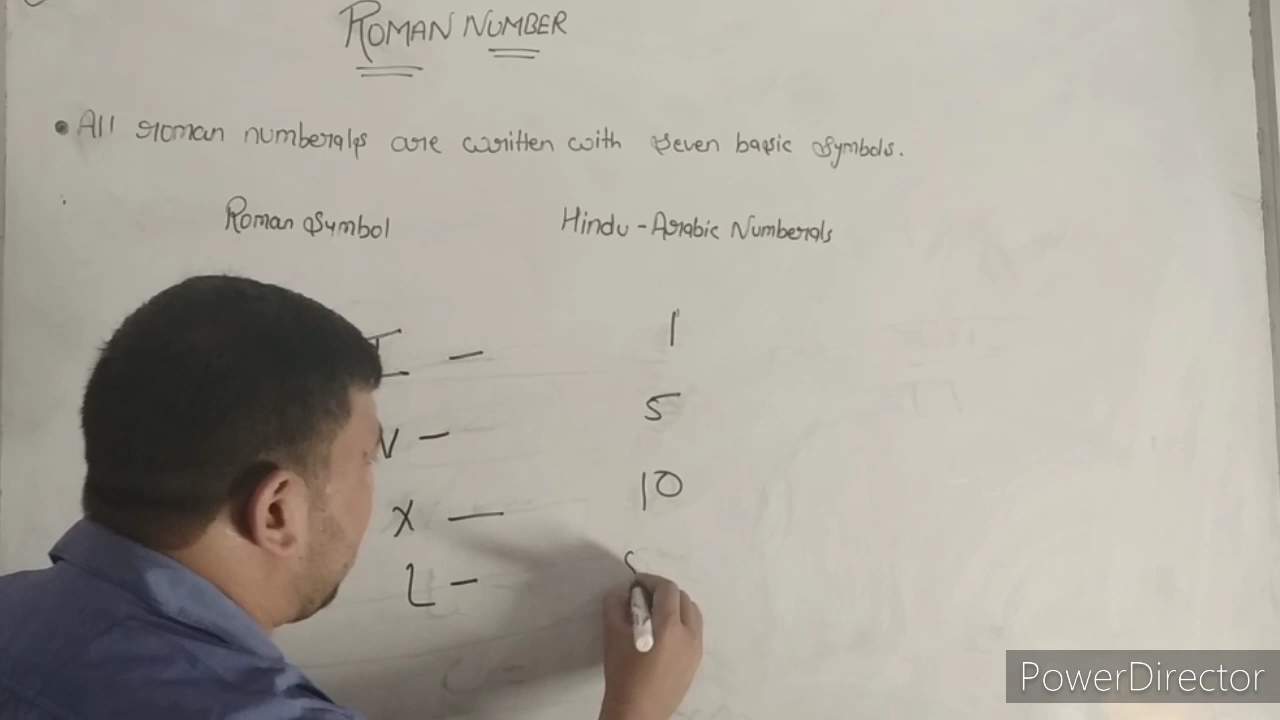 ROMAN NUMBER
• All roman numberals are written with seven basic symbols.
Roman Symbol Hindu-Arabic Numberals
I — 1
V — 5
X — 10
L —
PowerDirector